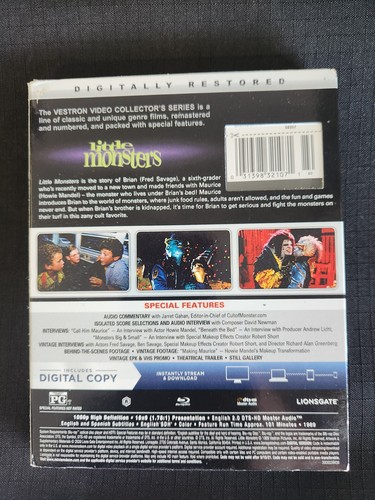 DIGITALLY RESTORED
The VESTRON VIDEO COLLECTOR'S SERIES is a
line of classic and unique genre films, remastered
and numbered, and packed with special features.
little
monsters
Little Monsters is the story of Brian (Fred Savage), a sixth-grader
who's recently moved to a new town and made friends with Maurice
(Howie Mandel) – the monster who lives under Brian's bed! Maurice
introduces Brian to the world of monsters, where junk food rules, adults aren't allowed, and the fun and games
never end. But when Brian's brother is kidnapped, it's time for Brian to get serious and fight the monsters on
their turf in this zany cult favorite.
SPECIAL FEATURES
AUDIO COMMENTARY with Jarret Gahan, Editor-in-Chief of CultofMonster.com
ISOLATED SCORE SELECTIONS AND AUDIO INTERVIEW with Composer David Newman
INTERVIEWS: "Call Him Maurice" – An Interview with Actor Howie Mandel, "Beneath the Bed" – An Interview with Producer Andrew Licht,
"Monsters Big & Small" – An Interview with Special Makeup Effects Creator Robert Short
VINTAGE INTERVIEWS with Actors Fred Savage, Ben Savage, Special Makeup Effects Creator Robert Short, and Director Richard Alan Greenberg
BEHIND-THE-SCENES FOOTAGE • VINTAGE FOOTAGE: "Making Maurice" – Howie Mandel's Makeup Transformation
VINTAGE EPK & VHS PROMO • THEATRICAL TRAILER • STILL GALLERY
INCLUDES
DIGITAL COPY
INSTANTLY STREAM
& DOWNLOAD
PG
SPECIAL FEATURES NOT RATED
Blu-ray Disc
dts-HD
LIONSGATE
1080p High Definition • 16x9 (1.78:1) Presentation • English 2.0 DTS-HD Master Audio™
English and Spanish Subtitles • English SDH • Color • Feature Run Time Approx. 101 Minutes • 1989